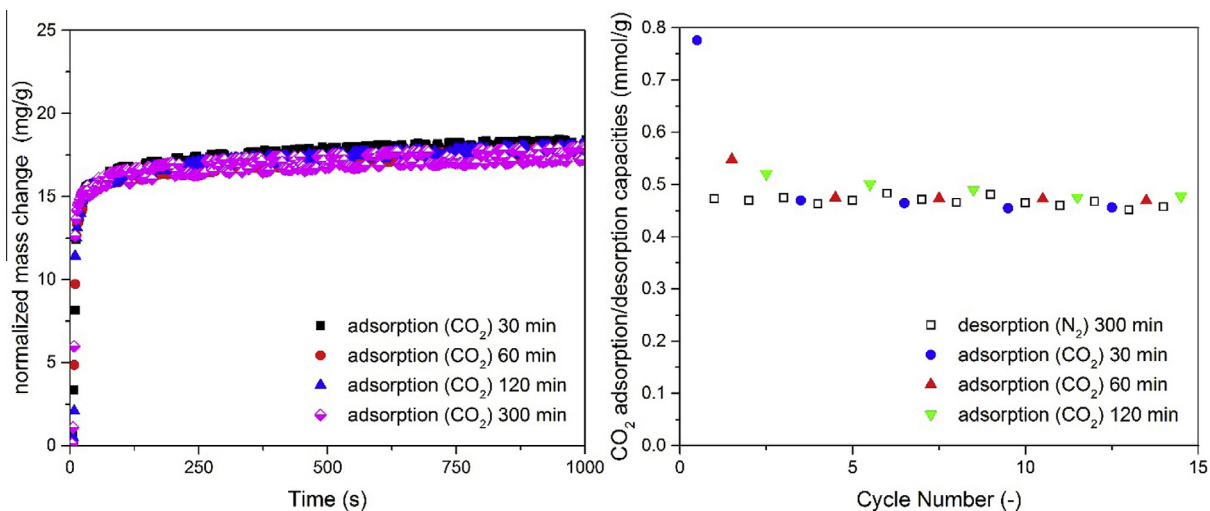 25
20
15
10
5
0
0
250
500
750
1000
normalized mass change (mg/g)
Time (s)
adsorption (CO₂) 30 min
adsorption (CO₂) 60 min
adsorption (CO₂) 120 min
adsorption (CO₂) 300 min
0.8
0.7
0.6
0.5
0.4
0.3
0.2
0.1
0.0
0
5
10
15
CO₂ adsorption/desorption capacities (mmol/g)
Cycle Number (-)
desorption (N₂) 300 min
adsorption (CO₂) 30 min
adsorption (CO₂) 60 min
adsorption (CO₂) 120 min